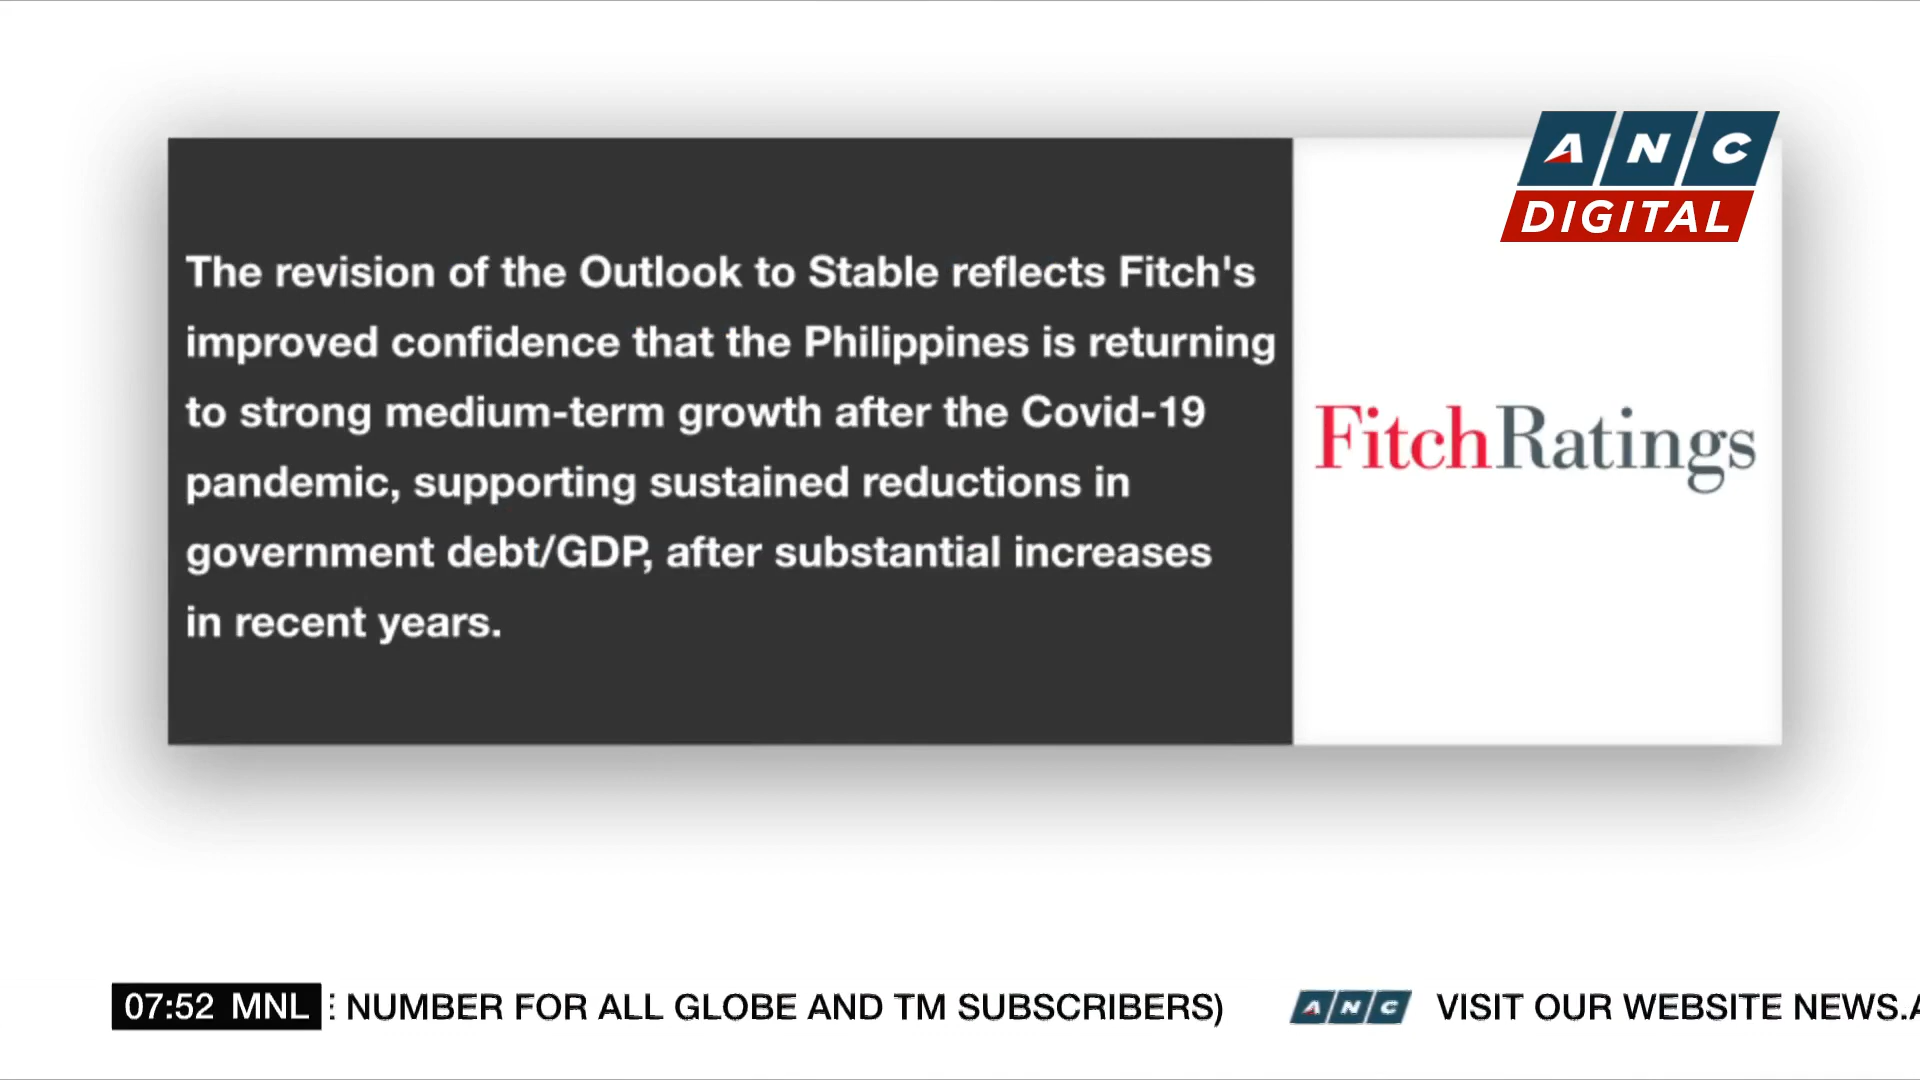 ANC
DIGITAL
The revision of the Outlook to Stable reflects Fitch's
improved confidence that the Philippines is returning
to strong medium-term growth after the Covid-19
pandemic, supporting sustained reductions in
government debt/GDP, after substantial increases
in recent years.
FitchRatings
07:52 MNL NUMBER FOR ALL GLOBE AND TM SUBSCRIBERS) ANC VISIT OUR WEBSITE NEWS.